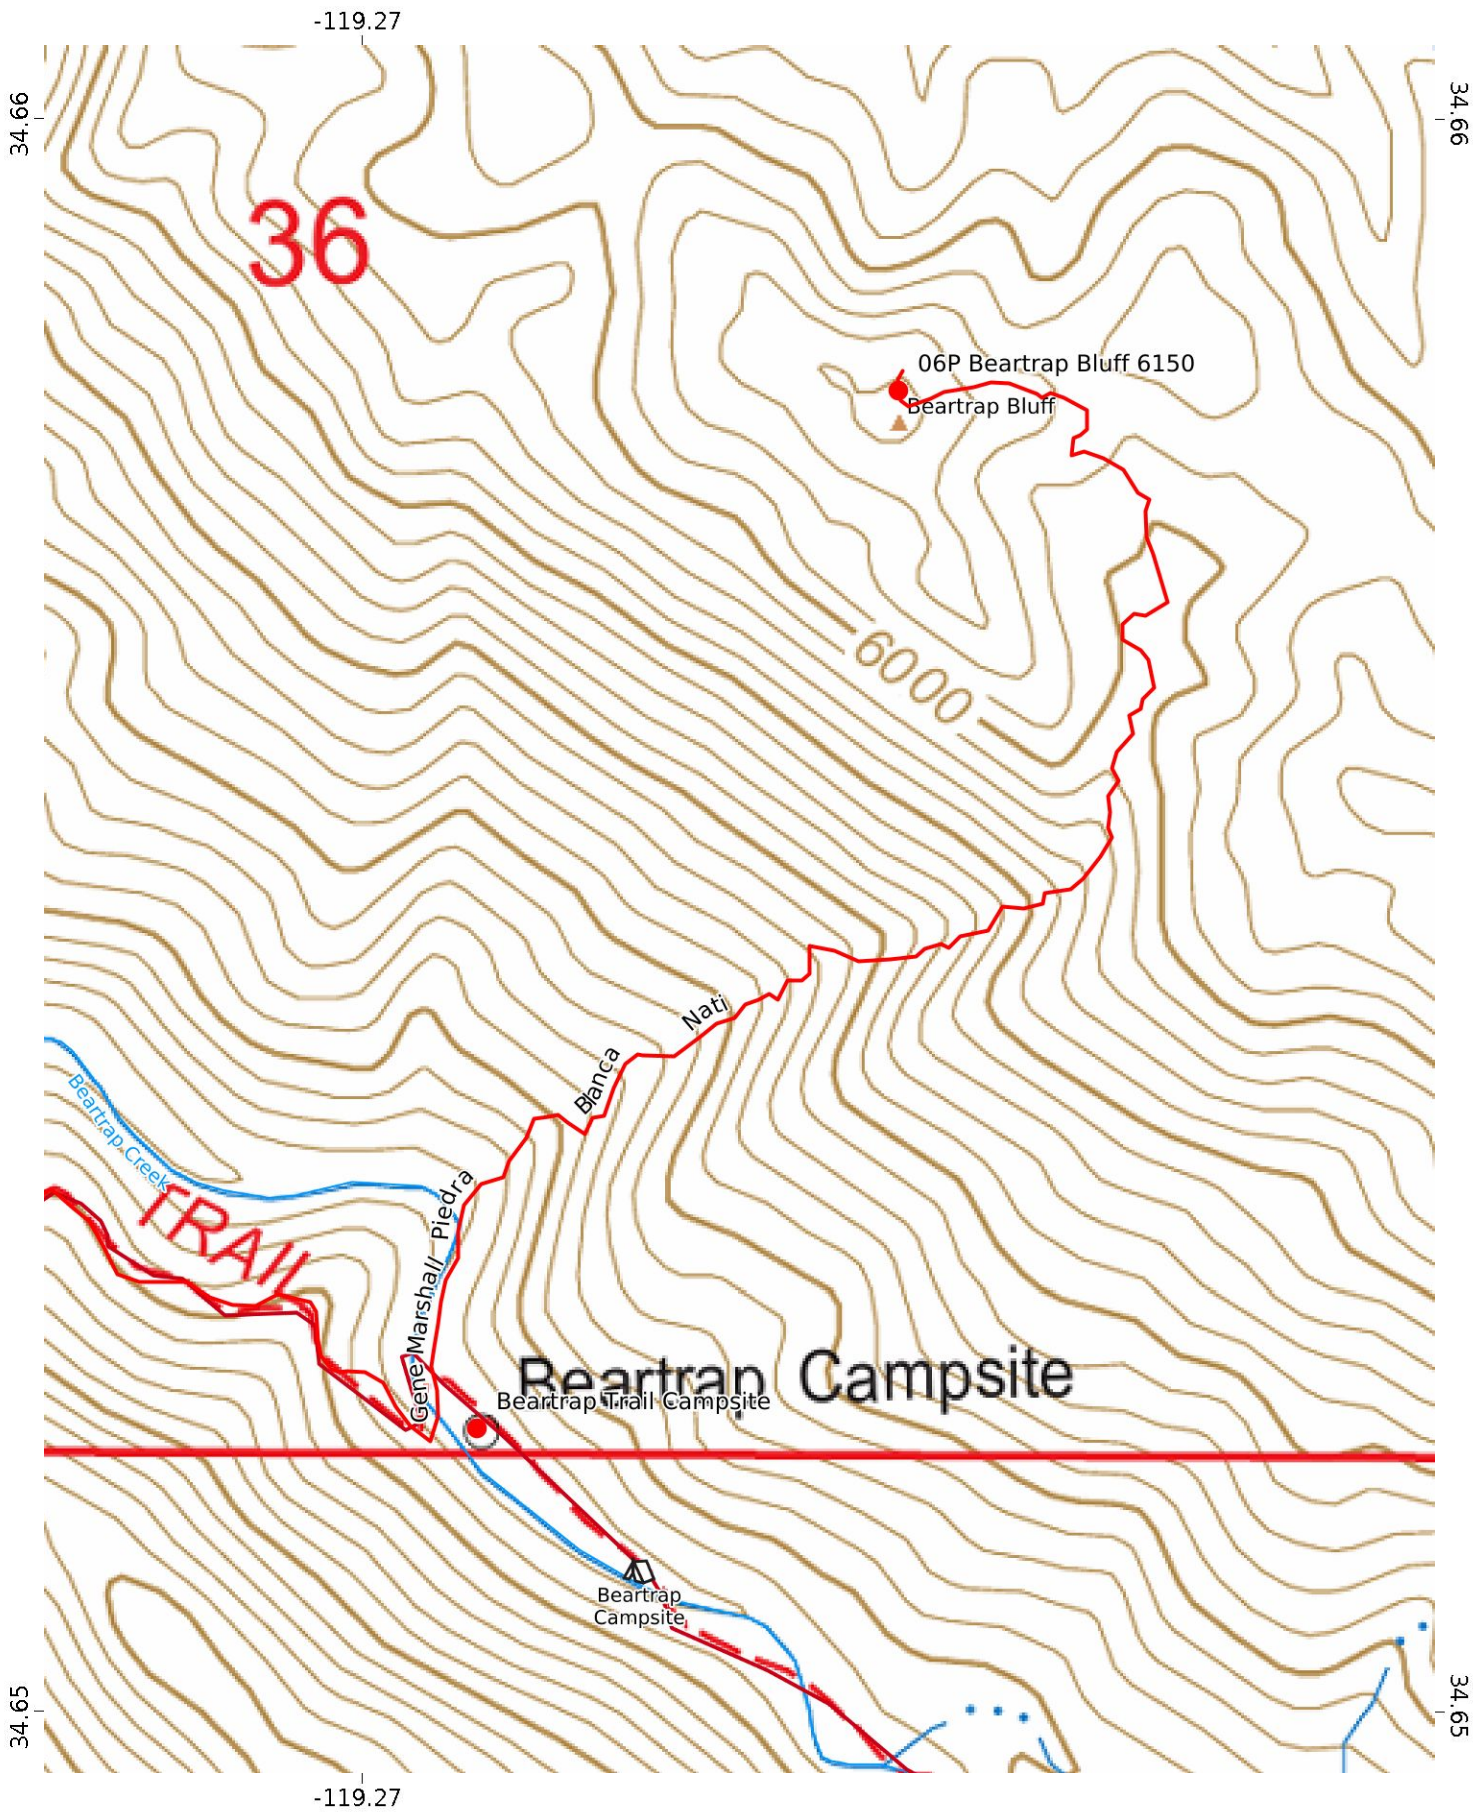 -119.27
34.66
34.66
36
06P Beartrap Bluff 6150
Beartrap Bluff
6000
Nati
Blanca
Piedra
Gene Marshall
Beartrap Creek
TRAIL
Beartrap Campsite
Beartrap Trail Campsite
Beartrap
Campsite
34.65
34.65
-119.27